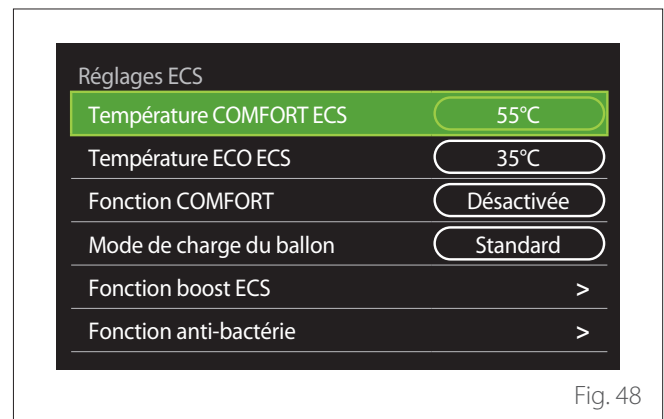 Réglages ECS
Température COMFORT ECS 55°C
Température ECO ECS 35°C
Fonction COMFORT Désactivée
Mode de charge du ballon Standard
Fonction boost ECS >
Fonction anti-bactérie >
Fig. 48